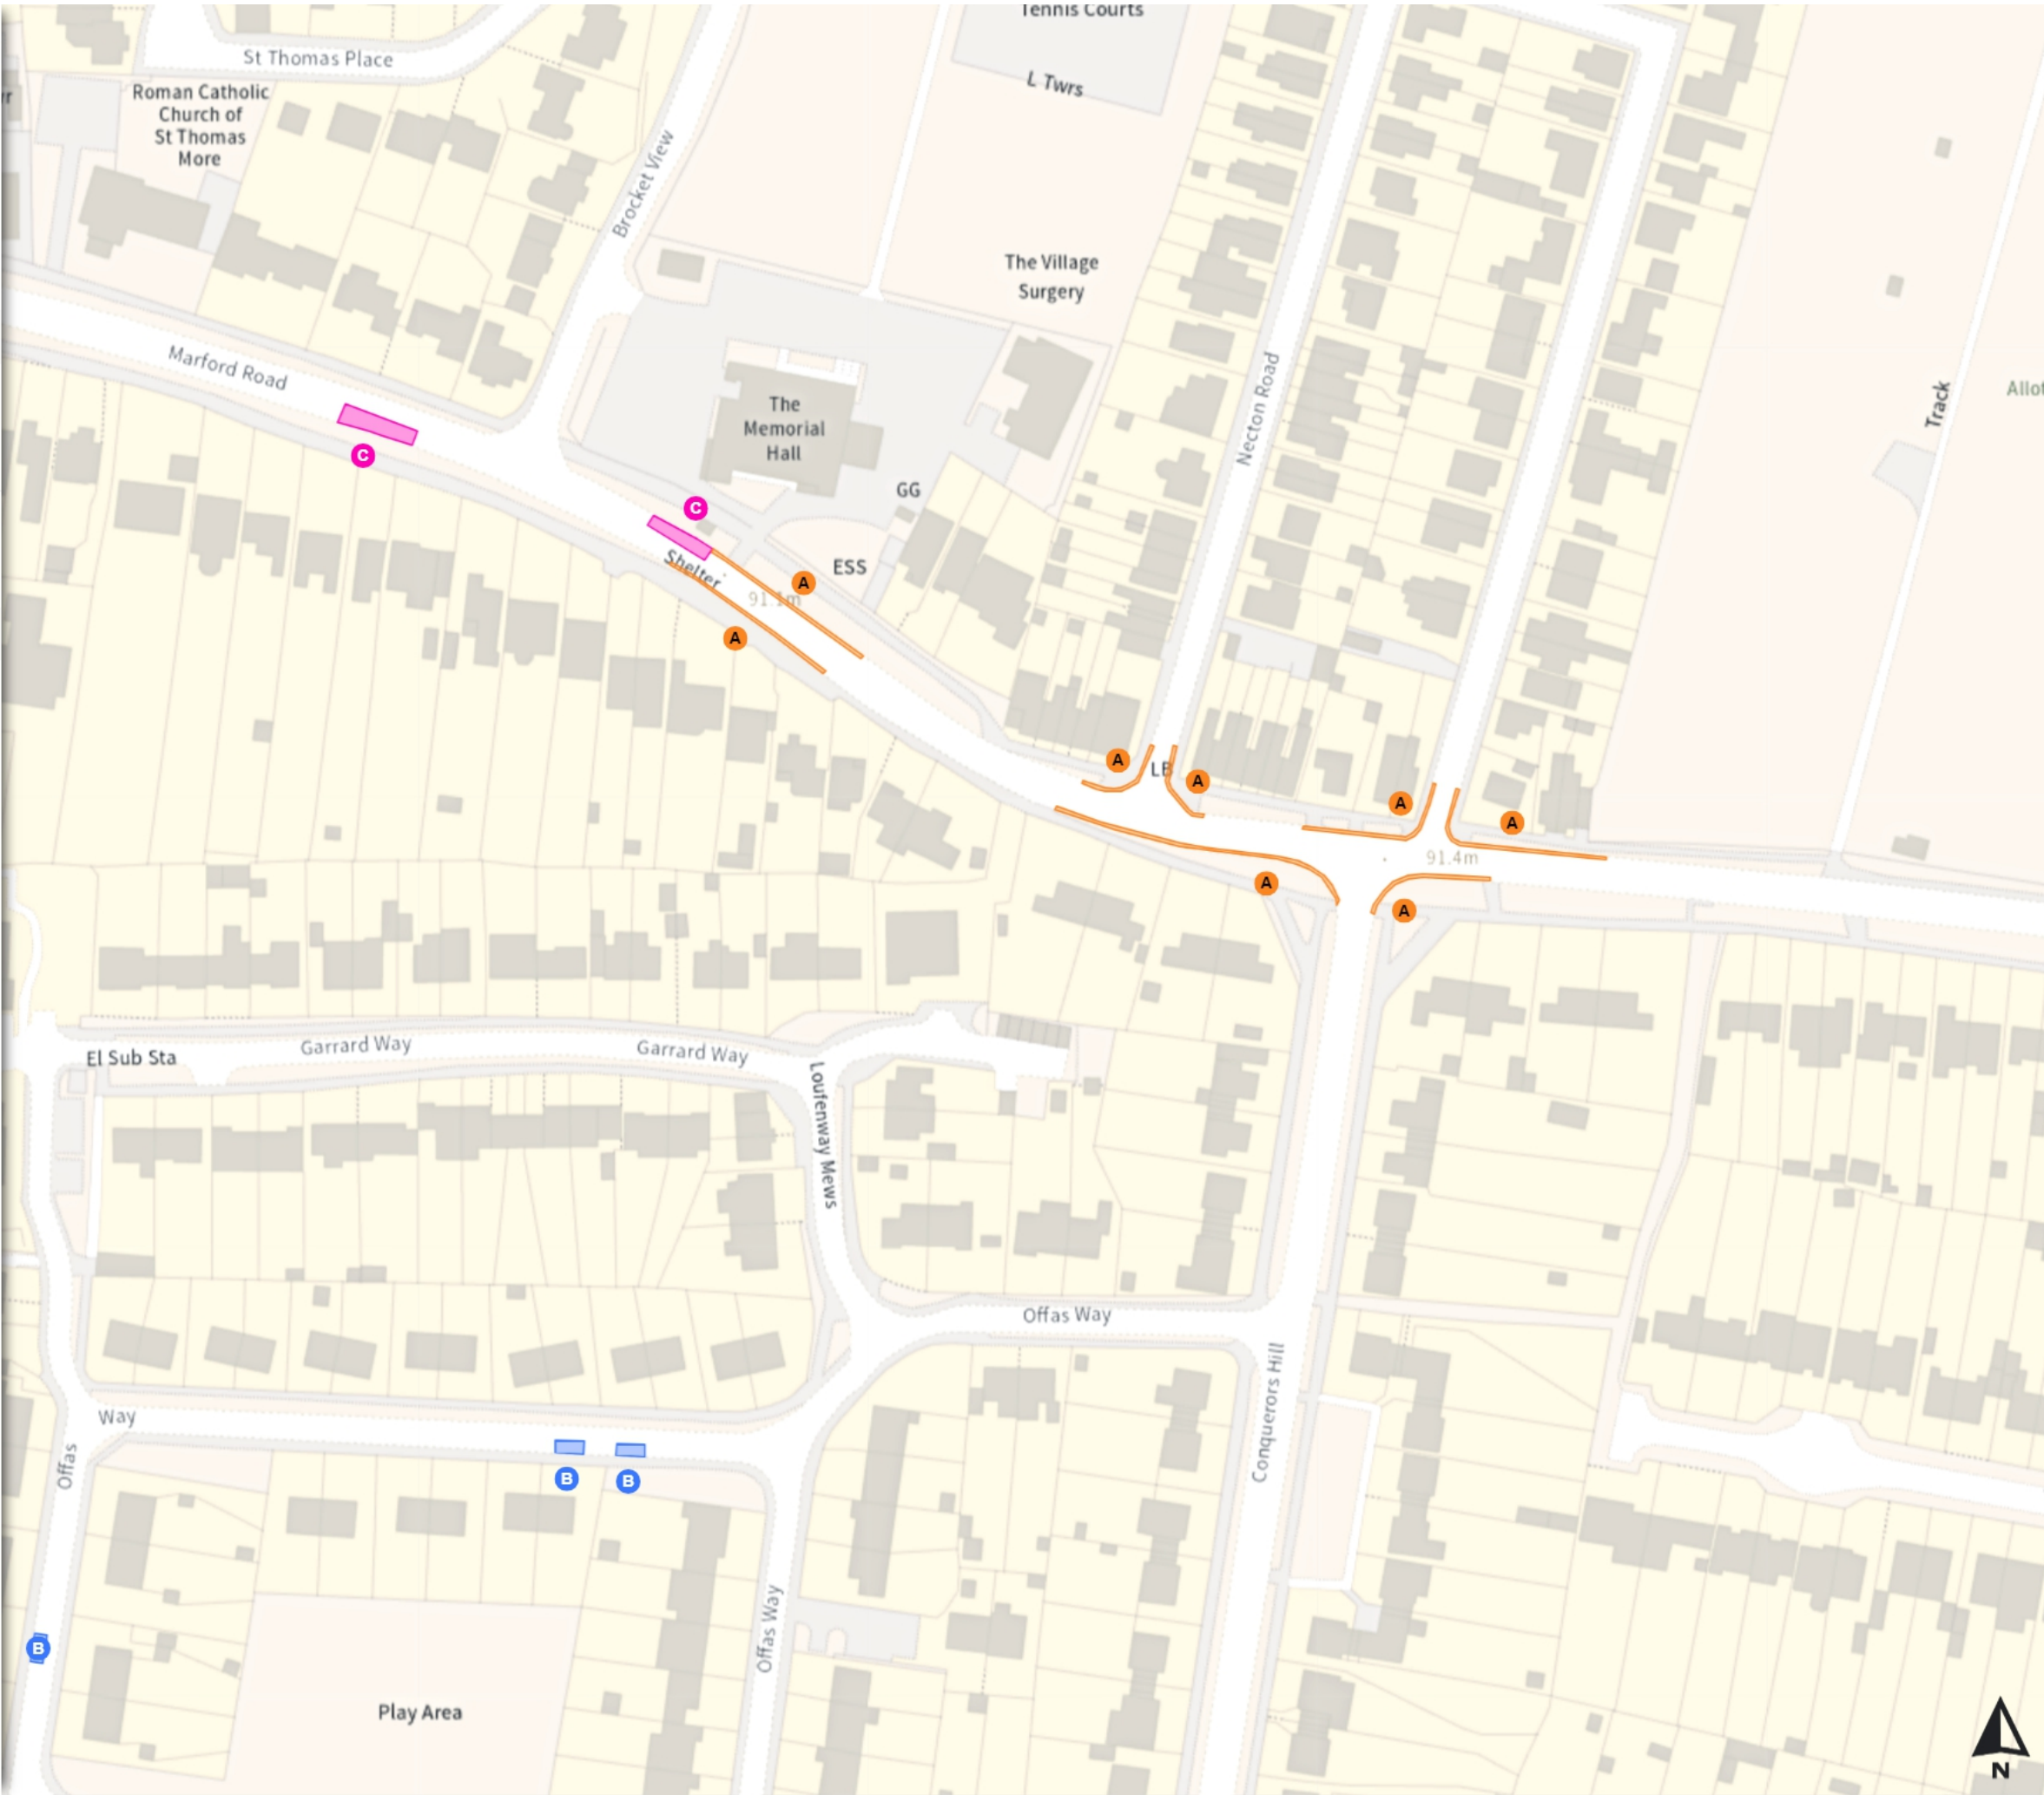 Tennis Courts
St Thomas Place
L Twrs
Roman Catholic
Church of
St Thomas
More
Brocket View
The Village
Surgery
Marford Road
Necton Road
Track
The
Memorial
Hall
GG
C
C
Shelter
ESS
A
91.1m
A
A
LB
A
A
A
91.4m
A
A
El Sub Sta
Garrard Way
Garrard Way
Loufenway Mews
Offas Way
Way
Offas
Conquerors Hill
B
B
Offas Way
B
Play Area
N